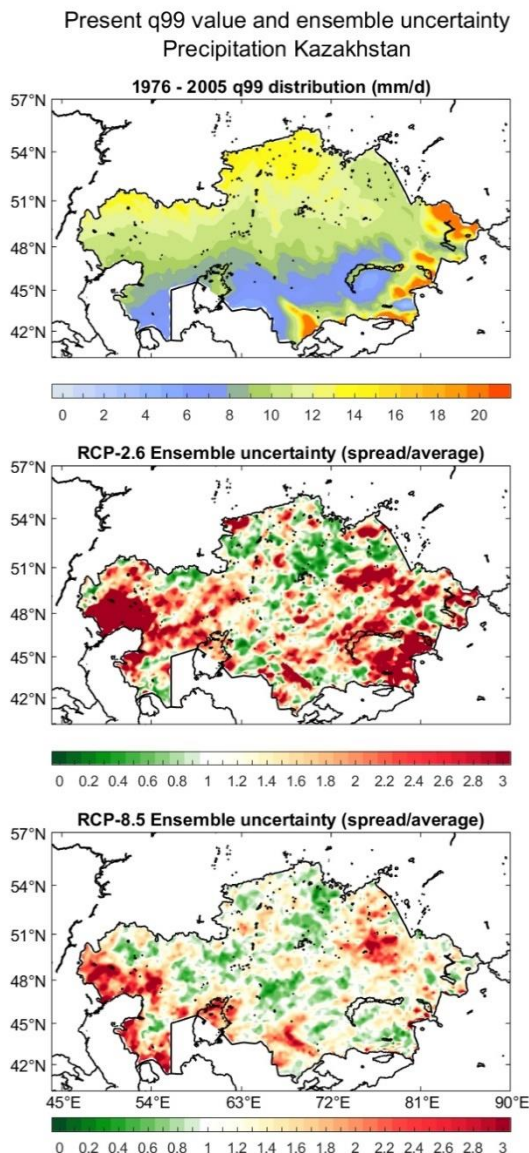 Present q99 value and ensemble uncertainty
Precipitation Kazakhstan
1976 - 2005 q99 distribution (mm/d)
57°N
54°N
51°N
48°N
45°N
42°N
0 2 4 6 8 10 12 14 16 18 20
RCP-2.6 Ensemble uncertainty (spread/average)
57°N
54°N
51°N
48°N
45°N
42°N
0 0.2 0.4 0.6 0.8 1 1.2 1.4 1.6 1.8 2 2.2 2.4 2.6 2.8 3
RCP-8.5 Ensemble uncertainty (spread/average)
57°N
54°N
51°N
48°N
45°N
42°N
45°E 54°E 63°E 72°E 81°E 90°E
0 0.2 0.4 0.6 0.8 1 1.2 1.4 1.6 1.8 2 2.2 2.4 2.6 2.8 3